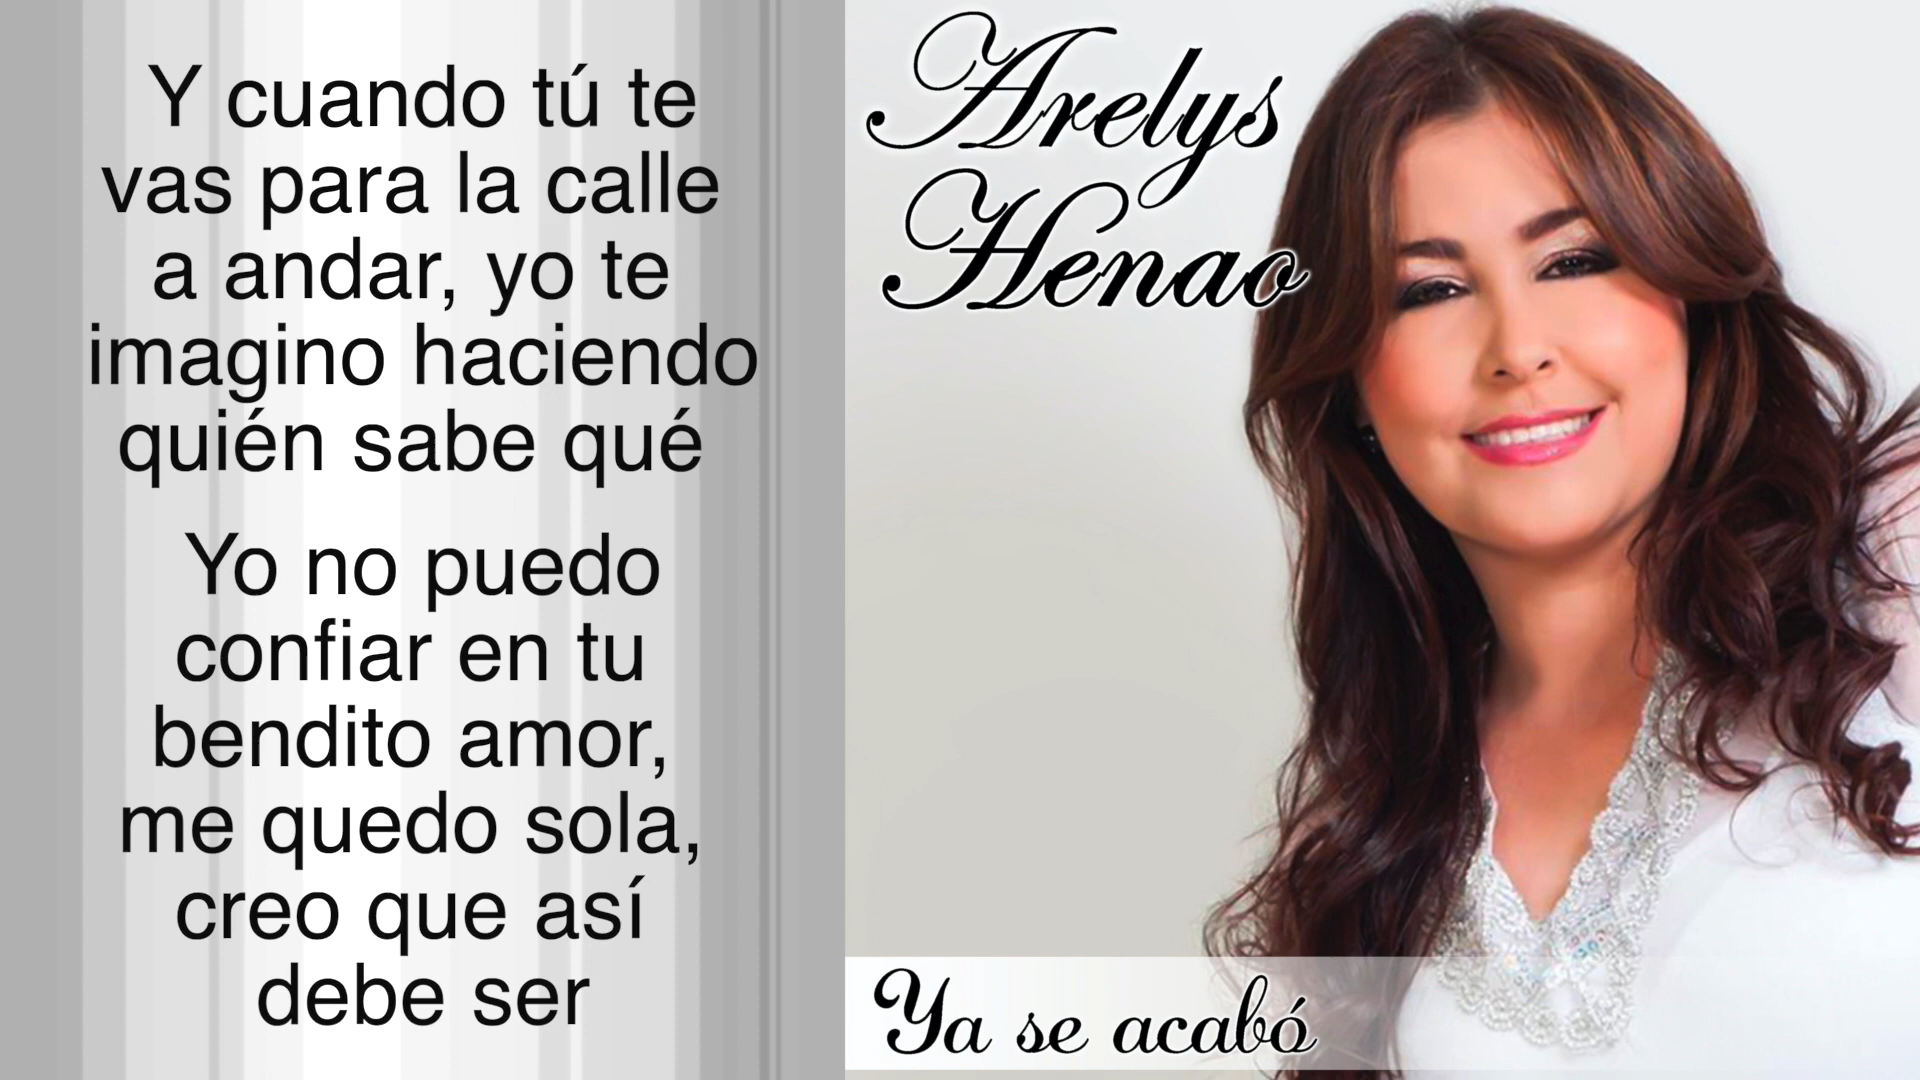 Y cuando tú te
vas para la calle
a andar, yo te
imagino haciendo
quién sabe qué
Yo no puedo
confiar en tu
bendito amor,
me quedo sola,
creo que así
debe ser
Arelys
Henao
Ya se acabó